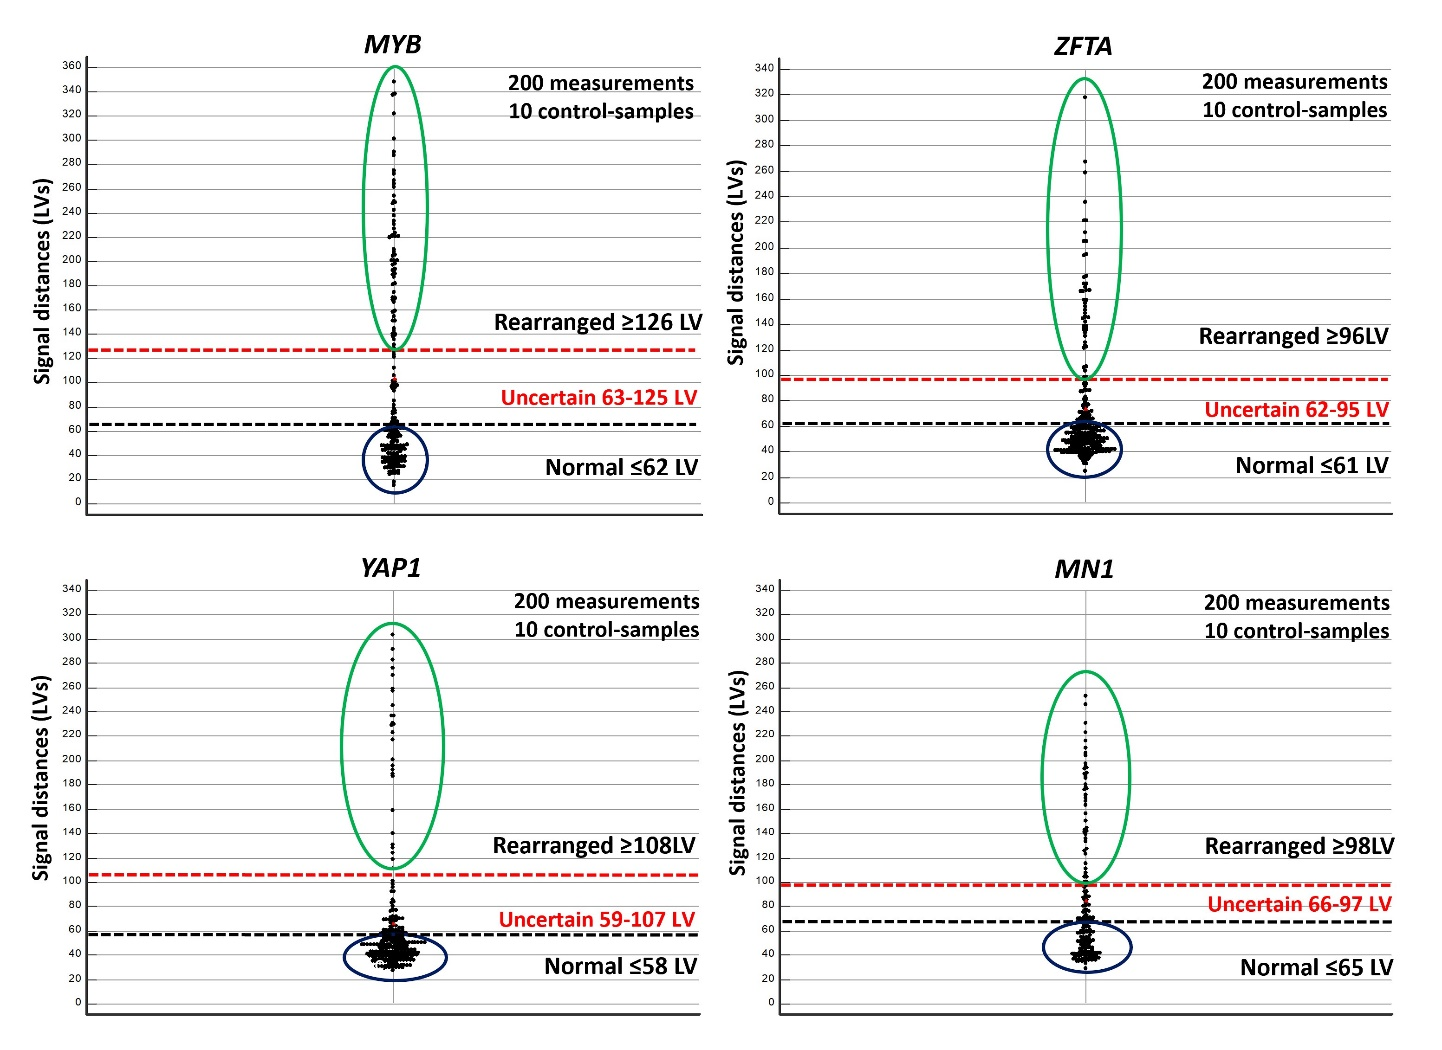 MYB
360
340
320
300
280
260
240
220
200
180
160
140
120
100
80
60
40
20
0
Signal distances (LVs)
200 measurements
10 control-samples
Rearranged ≥126 LV
Uncertain 63-125 LV
Normal ≤62 LV
ZFTA
340
320
300
280
260
240
220
200
180
160
140
120
100
80
60
40
20
0
Signal distances (LVs)
200 measurements
10 control-samples
Rearranged ≥96LV
Uncertain 62-95 LV
Normal ≤61 LV
YAP1
340
320
300
280
260
240
220
200
180
160
140
120
100
80
60
40
20
0
Signal distances (LVs)
200 measurements
10 control-samples
Rearranged ≥108LV
Uncertain 59-107 LV
Normal ≤58 LV
MN1
340
320
300
280
260
240
220
200
180
160
140
120
100
80
60
40
20
0
Signal distances (LVs)
200 measurements
10 control-samples
Rearranged ≥98LV
Uncertain 66-97 LV
Normal ≤65 LV